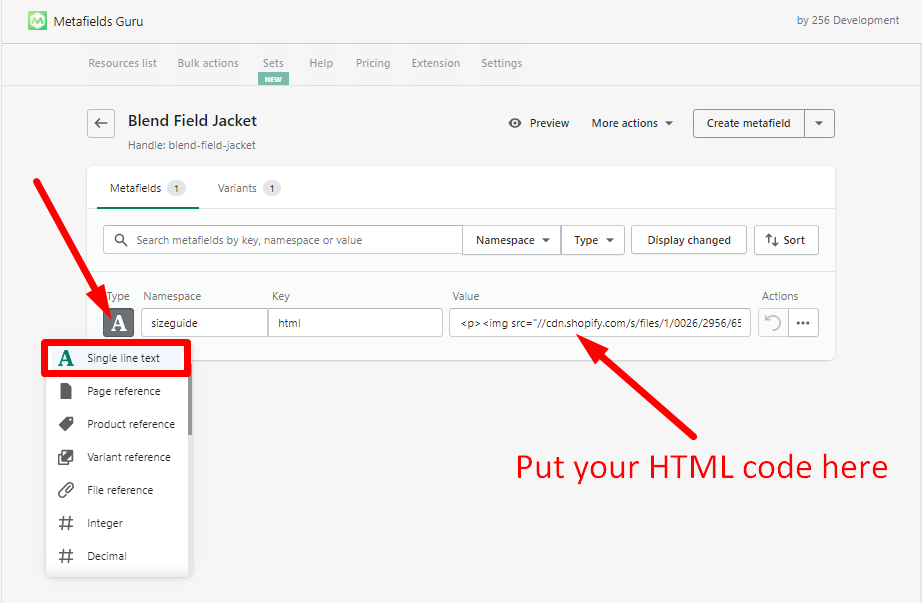 Metafields Guru
by 256 Development
Resources list Bulk actions Sets Help Pricing Extension Settings
NEW
Blend Field Jacket
Handle: blend-field-jacket
Preview More actions Create metafield
Metafields 1 Variants 1
Search metafields by key, namespace or value Namespace Type Display changed Sort
Type Namespace Key Value Actions
A sizeguide html <p><img src="//cdn.shopify.com/s/files/1/0026/2956/65
A Single line text
Page reference
Product reference
Variant reference
File reference
# Integer
# Decimal
Put your HTML code here